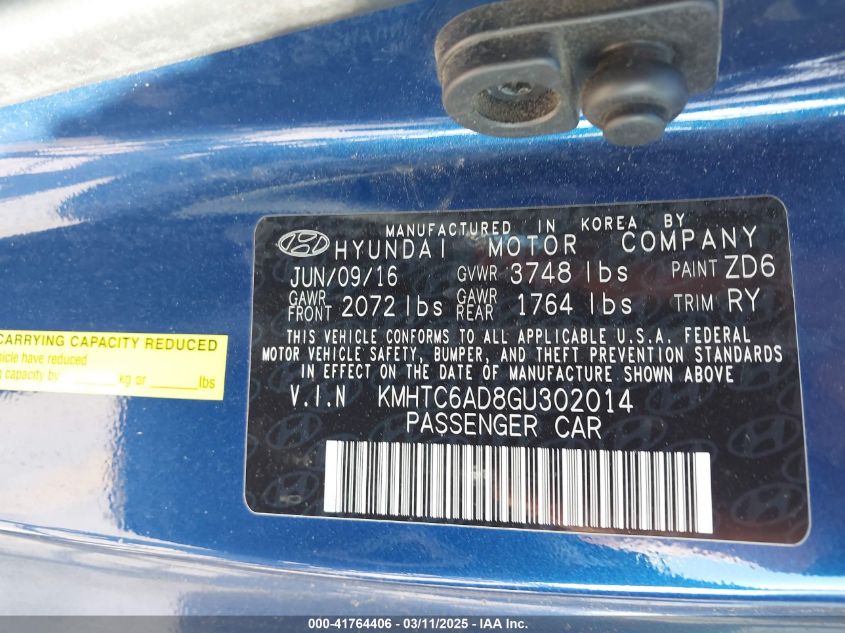 MANUFACTURED IN KOREA BY
HYUNDAI MOTOR COMPANY
JUN/09/16 GVWR 3748 lbs PAINT ZD6
GAWR FRONT 2072 lbs GAWR REAR 1764 lbs TRIM RY
THIS VEHICLE CONFORMS TO ALL APPLICABLE U.S.A. FEDERAL
MOTOR VEHICLE SAFETY, BUMPER, AND THEFT PREVENTION STANDARDS
IN EFFECT ON THE DATE OF MANUFACTURE SHOWN ABOVE.
V.I.N KMHTC6AD8GU302014
PASSENGER CAR
CARRYING CAPACITY REDUCED
have reduced
capacity by kg or lbs
000-41764406 - 03/11/2025 - IAA Inc.